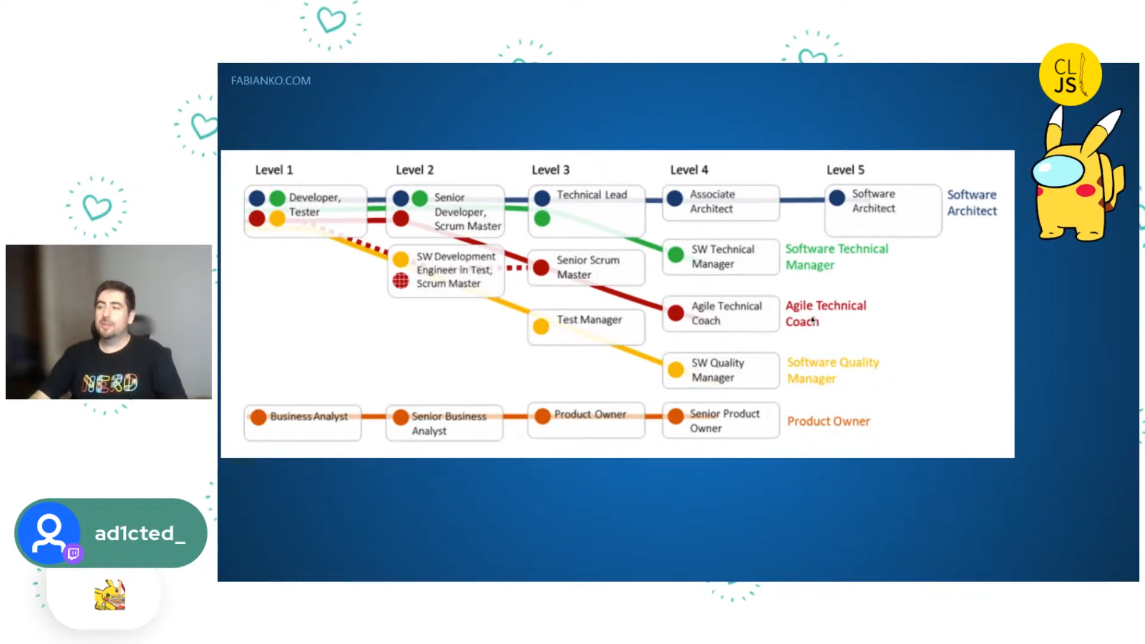 FABIANKO.COM
CL
JS
Level 1
Level 2
Level 3
Level 4
Level 5
Developer,
Tester
Senior
Developer,
Scrum Master
Technical Lead
Associate
Architect
Software
Architect
Software
Architect
SW Development
Engineer in Test,
Scrum Master
Senior Scrum
Master
SW Technical
Manager
Software Technical
Manager
Test Manager
Agile Technical
Coach
Agile Technical
Coach
SW Quality
Manager
Software Quality
Manager
Business Analyst
Senior Business
Analyst
Product Owner
Senior Product
Owner
Product Owner
NERD
ad1cted_